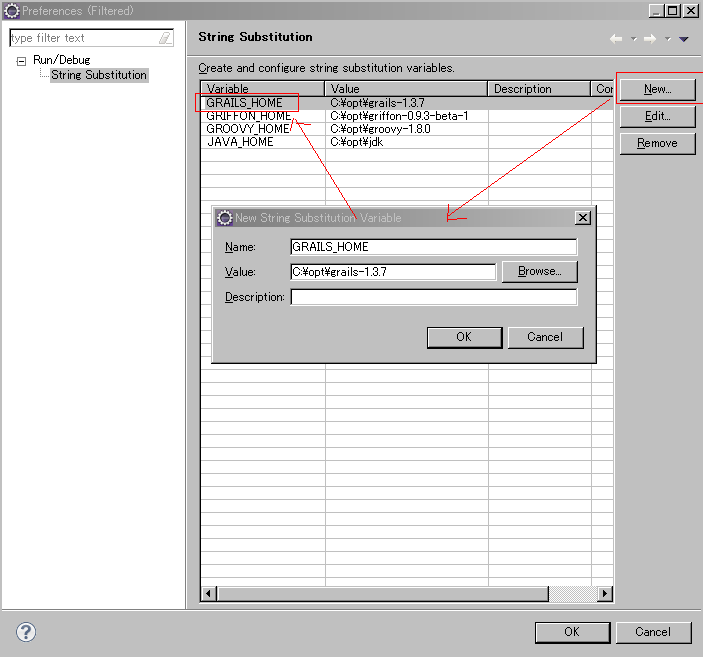 Preferences (Filtered)
type filter text
Run/Debug
String Substitution
String Substitution
Create and configure string substitution variables.
Variable Value Description Con
GRAILS_HOME C:¥opt¥grails-1.3.7
GRIFFON_HOME C:¥opt¥griffon-0.9.3-beta-1
GROOVY_HOME C:¥opt¥groovy-1.8.0
JAVA_HOME C:¥opt¥jdk
New...
Edit...
Remove
New String Substitution Variable
Name: GRAILS_HOME
Value: C:¥opt¥grails-1.3.7 Browse...
Description:
OK Cancel
OK Cancel